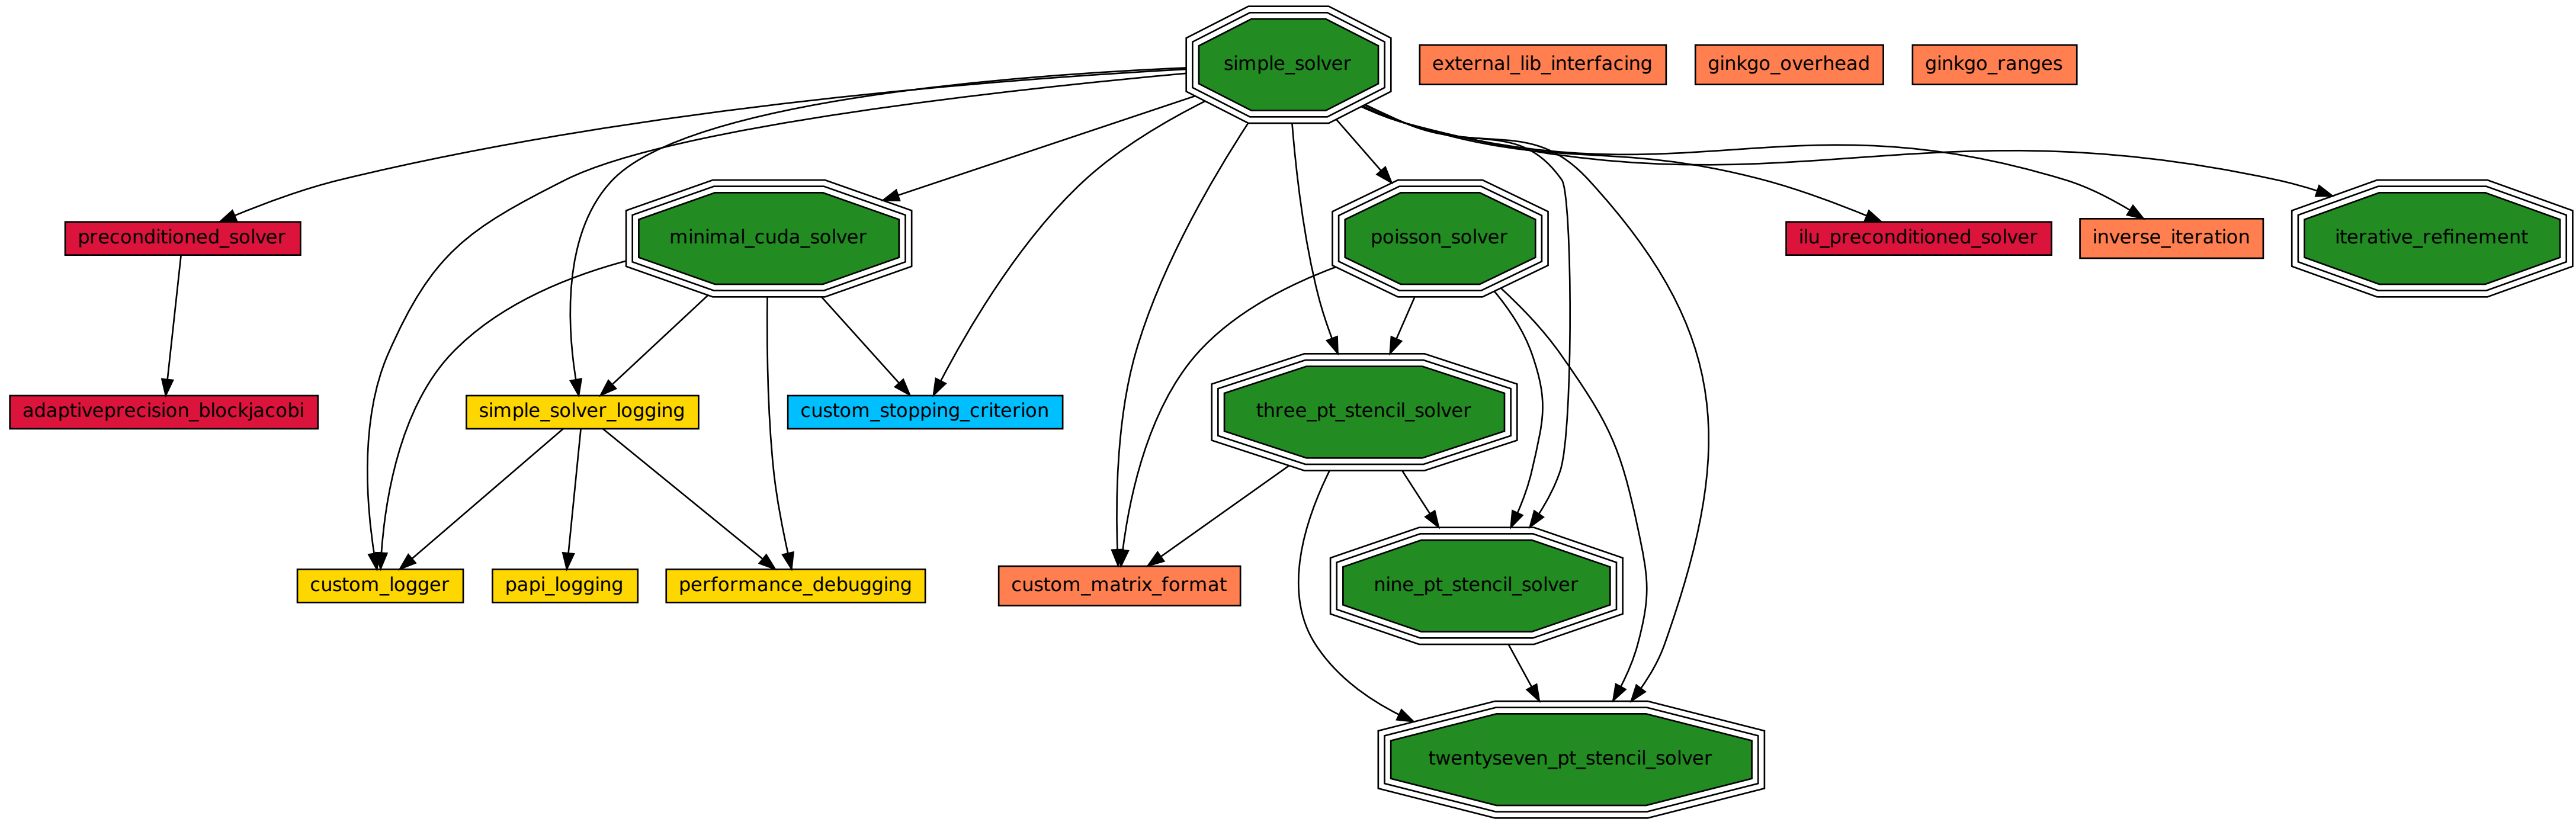 simple_solver
external_lib_interfacing
ginkgo_overhead
ginkgo_ranges
preconditioned_solver
minimal_cuda_solver
poisson_solver
ilu_preconditioned_solver
inverse_iteration
iterative_refinement
adaptiveprecision_blockjacobi
simple_solver_logging
custom_stopping_criterion
three_pt_stencil_solver
custom_logger
papi_logging
performance_debugging
custom_matrix_format
nine_pt_stencil_solver
twentyseven_pt_stencil_solver